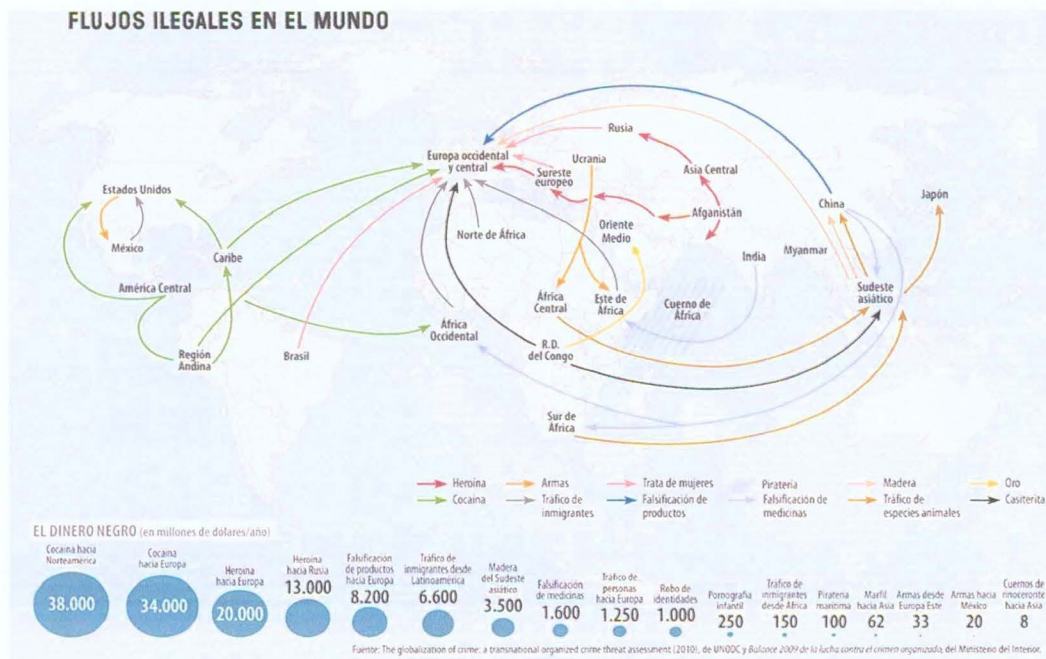 FLUJOS ILEGALES EN EL MUNDO
Rusia
Europa occidental
y central
Ucrania
Sureste
europeo
Asia Central
Estados Unidos
China
Japón
Afganistán
Oriente
Medio
Norte de África
México
Caribe
India
Myanmar
América Central
Sudeste
asiático
África
Central
Este de
África
Cuerno de
África
África
Occidental
Región
Andina
Brasil
R.D.
del Congo
Sur de
África
Heroína
Armas
Trata de mujeres
Piratería
Madera
Oro
Cocaína
Tráfico de
inmigrantes
Falsificación de
productos
Falsificación de
medicinas
Tráfico de
especies animales
Casiterita
EL DINERO NEGRO (en millones de dólares/año)
Cocaína hacia
Norteamérica
38.000
Cocaína
hacia Europa
34.000
Heroína
hacia Europa
20.000
Heroína
hacia Rusia
13.000
Falsificación
de productos
hacia Europa
8.200
Tráfico de
inmigrantes desde
Latinoamérica
6.600
Madera
del Sudeste
asiático
3.500
Falsificación
de medicinas
1.600
Tráfico de
personas
hacia Europa
1.250
Robo de
identidades
1.000
Pornografía
infantil
250
Tráfico de
inmigrantes
desde África
150
Piratería
marítima
100
Marfil
hacia Asia
62
Armas desde
Europa Este
33
Armas hacia
México
20
Cuernos de
rinoceronte
hacia Asia
8
Fuente: The globalization of crime: a transnational organized crime threat assessment (2010), de UNODC y Balance 2009 de la lucha contra el crimen organizado, del Ministerio del Interior.